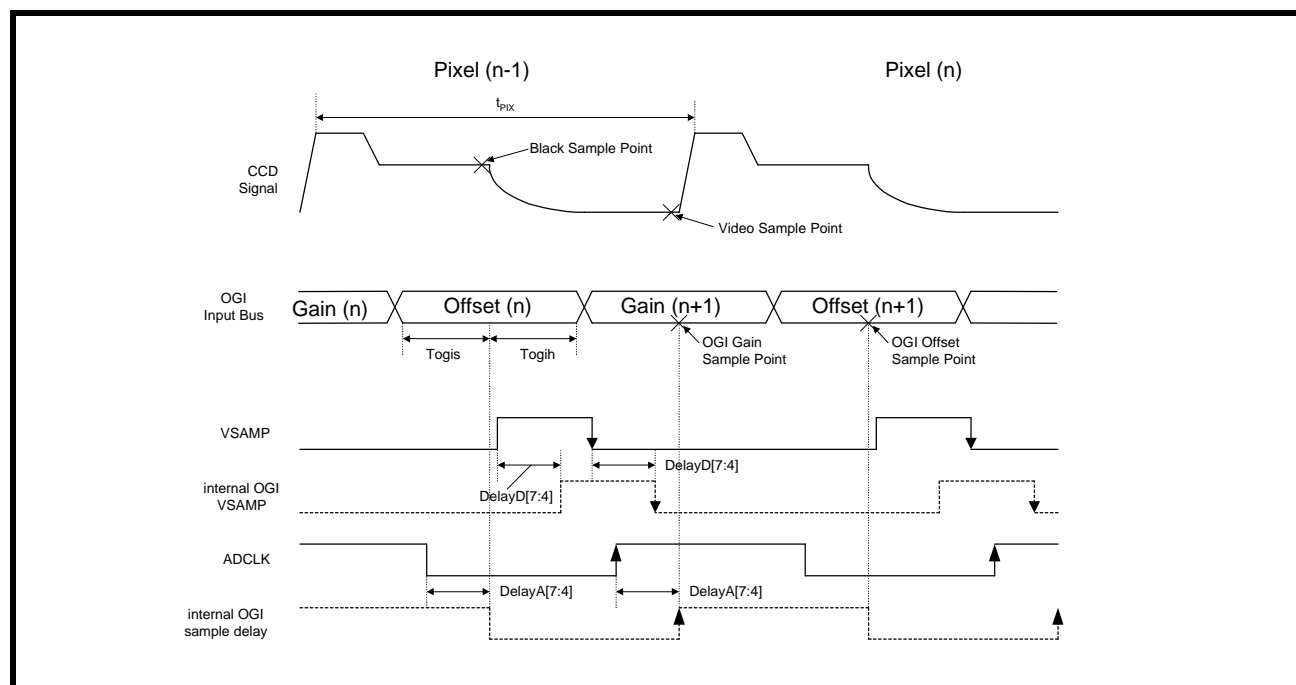 Pixel (n-1)
Pixel (n)
tPIX
Black Sample Point
CCD
Signal
Video Sample Point
OGI
Input Bus
Gain (n)
Offset (n)
Gain (n+1)
Offset (n+1)
Togis
Togih
OGI Gain
Sample Point
OGI Offset
Sample Point
VSAMP
DelayD[7:4]
internal OGI
VSAMP
DelayD[7:4]
ADCLK
DelayA[7:4]
DelayA[7:4]
internal OGI
sample delay